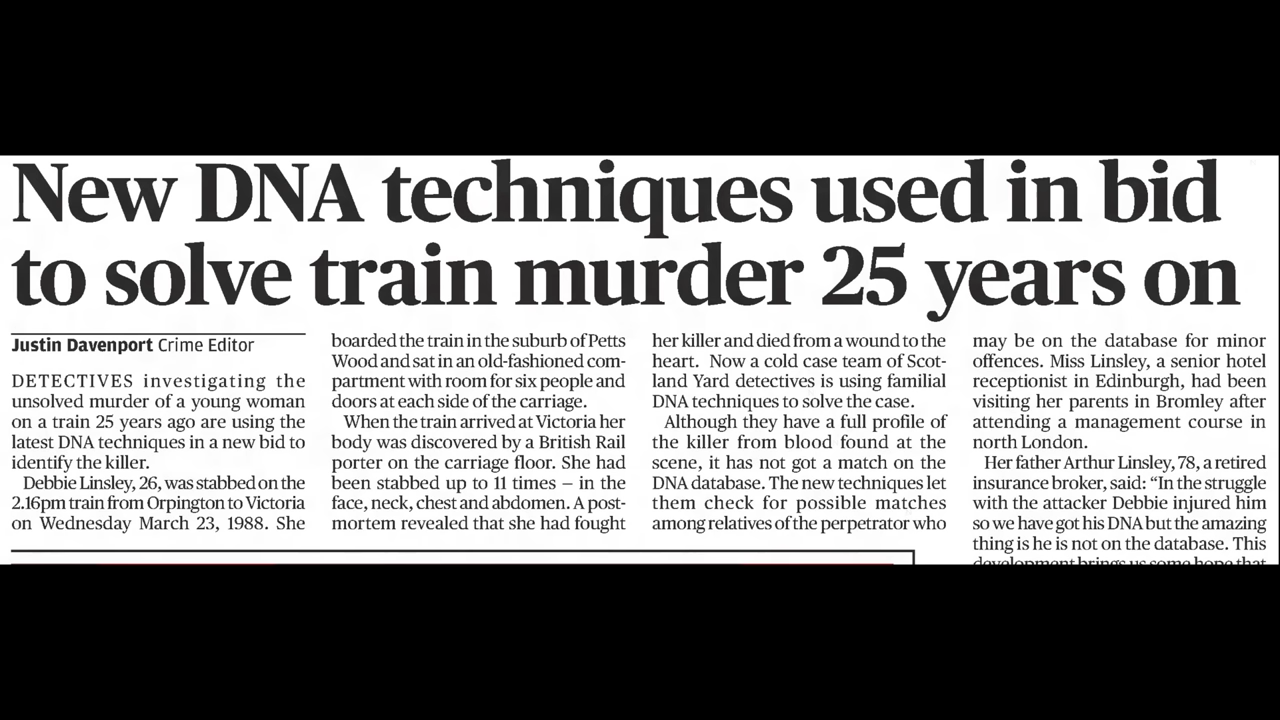 New DNA techniques used in bid
to solve train murder 25 years on
Justin Davenport Crime Editor
DETECTIVES investigating the
unsolved murder of a young woman
on a train 25 years ago are using the
latest DNA techniques in a new bid to
identify the killer.
Debbie Linsley, 26, was stabbed on the
2.16pm train from Orpington to Victoria
on Wednesday March 23, 1988. She
boarded the train in the suburb of Petts
Wood and sat in an old-fashioned com-
partment with room for six people and
doors at each side of the carriage.
When the train arrived at Victoria her
body was discovered by a British Rail
porter on the carriage floor. She had
been stabbed up to 11 times – in the
face, neck, chest and abdomen. A post-
mortem revealed that she had fought
her killer and died from a wound to the
heart. Now a cold case team of Scot-
land Yard detectives is using familial
DNA techniques to solve the case.
Although they have a full profile of
the killer from blood found at the
scene, it has not got a match on the
DNA database. The new techniques let
them check for possible matches
among relatives of the perpetrator who
may be on the database for minor
offences. Miss Linsley, a senior hotel
receptionist in Edinburgh, had been
visiting her parents in Bromley after
attending a management course in
north London.
Her father Arthur Linsley, 78, a retired
insurance broker, said: “In the struggle
with the attacker Debbie injured him
so we have got his DNA but the amazing
thing is he is not on the database. This
development brings us some hope that